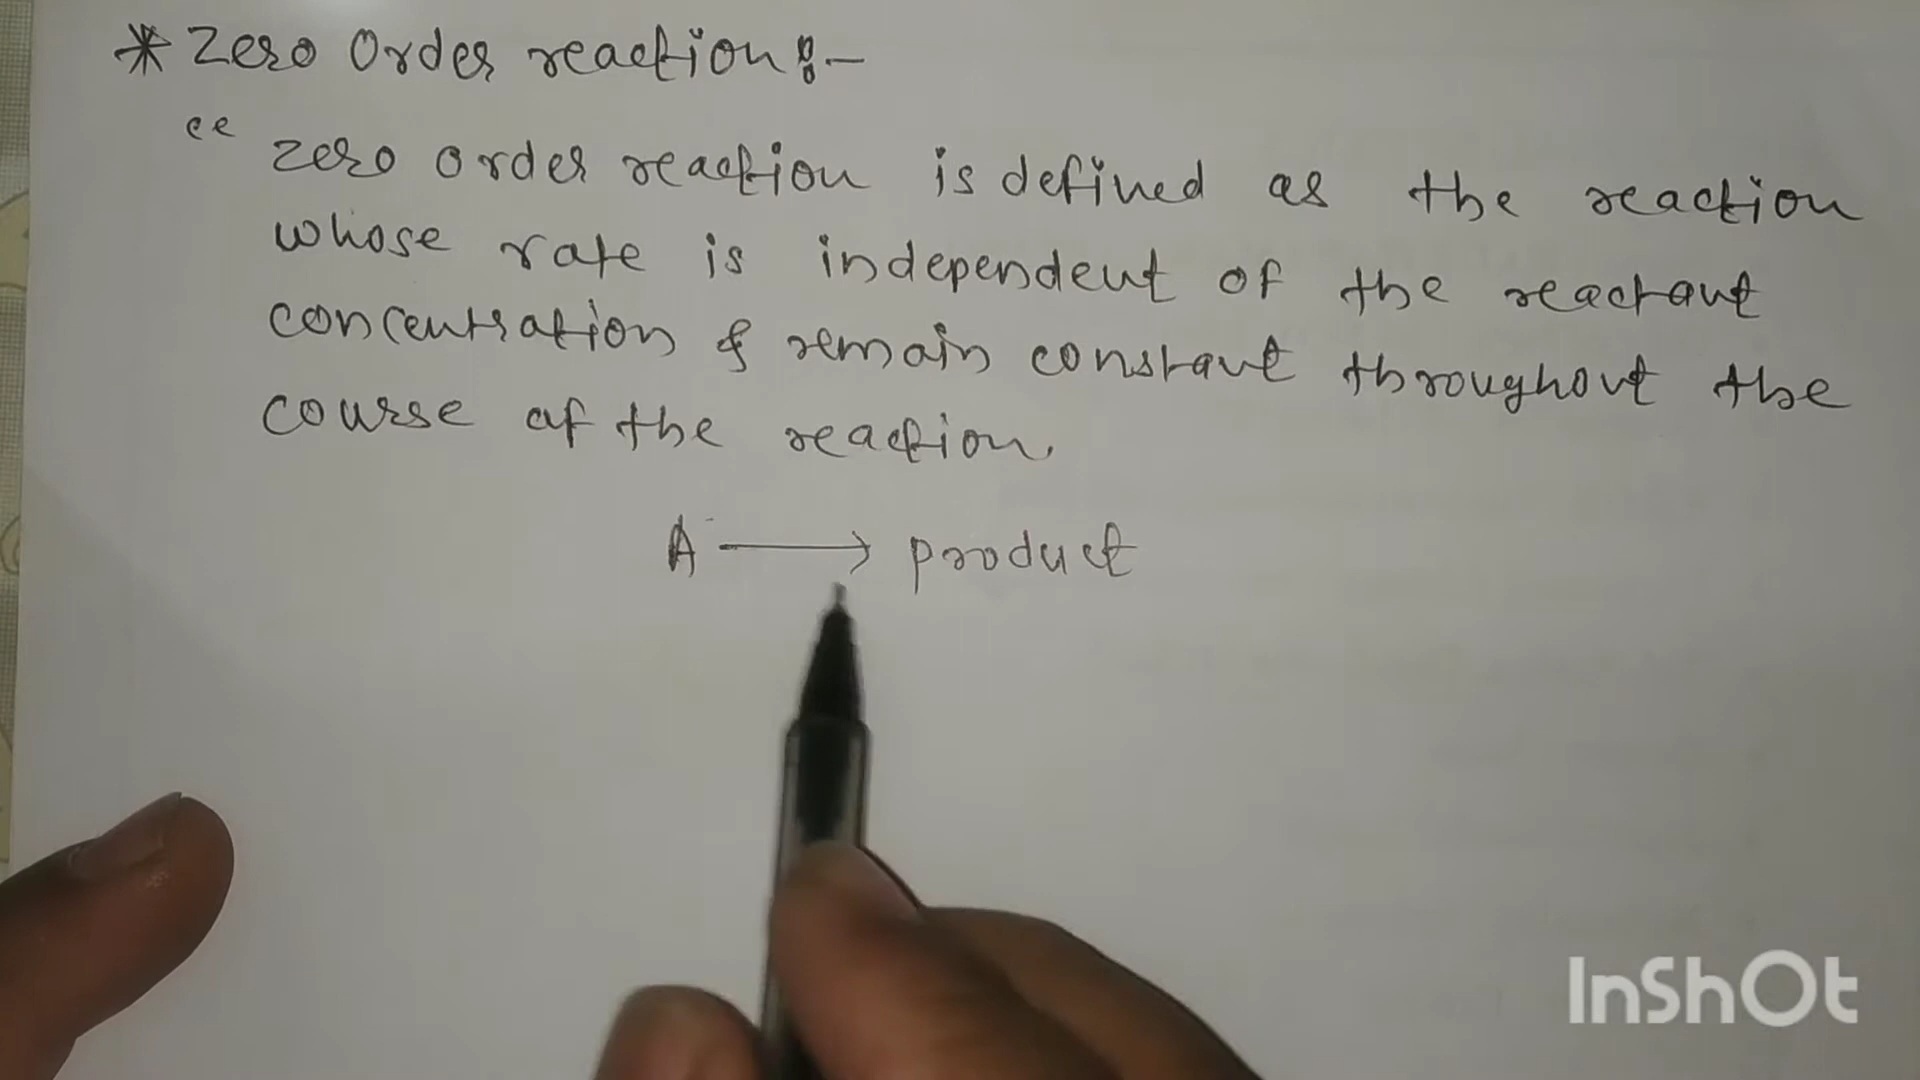 * Zero Order reaction :-
“ Zero order reaction is defined as the reaction
whose rate is independent of the reactant
concentration & remain constant throughout the
course of the reaction.
A → product
InShOt